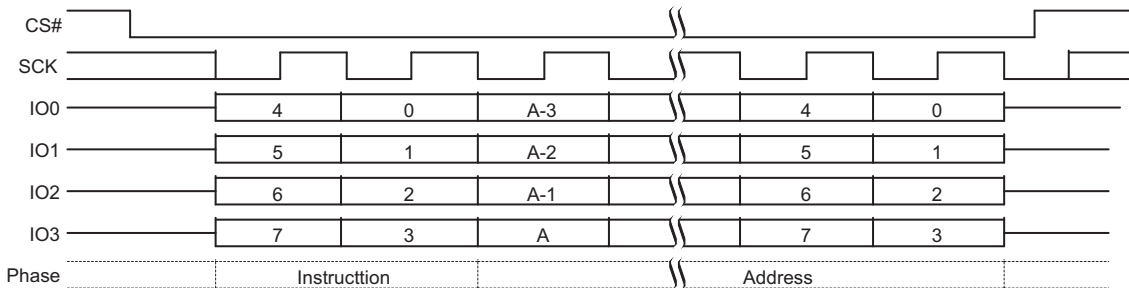 CS#
SCK
IO0 4 0 A-3 4 0
IO1 5 1 A-2 5 1
IO2 6 2 A-1 6 2
IO3 7 3 A 7 3
Phase Instructtion Address